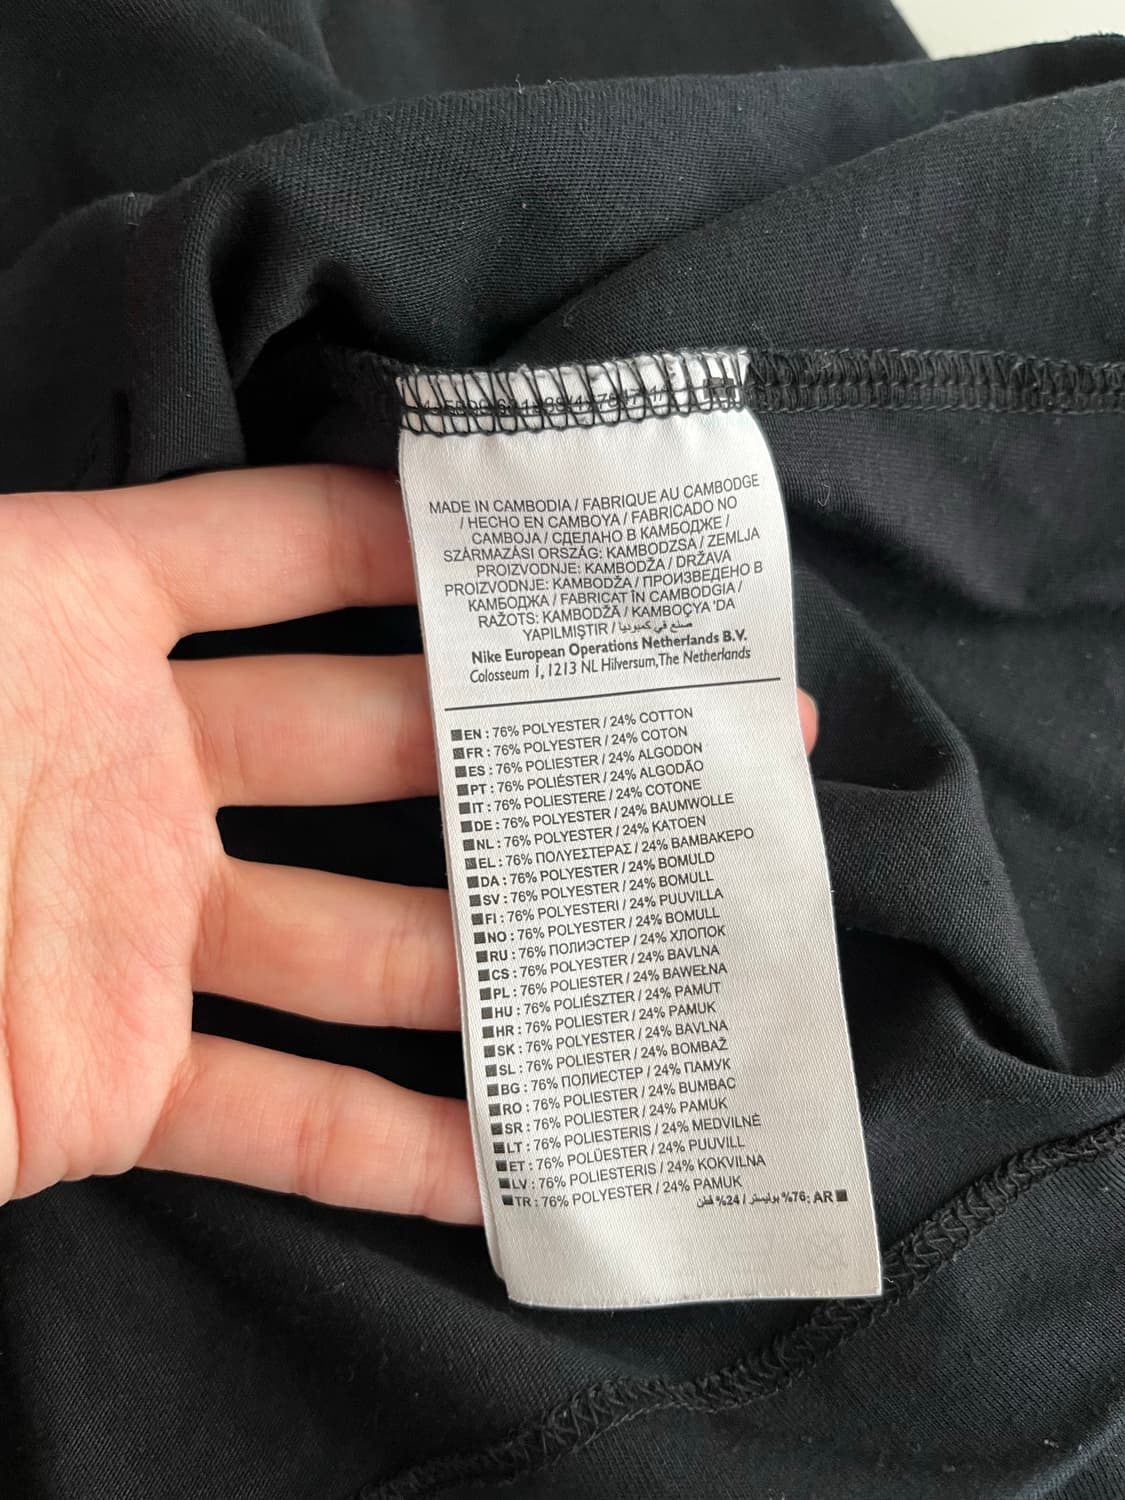 MADE IN CAMBODIA / FABRIQUE AU CAMBODGE
/ HECHO EN CAMBOYA / FABRICADO NO
CAMBOJA / СДЕЛАНО В КАМБОДЖЕ /
SZÁRMAZÁSI ORSZÁG: KAMBODZSA / ZEMLJA
PROIZVODNJE: KAMBODŽA / DRŽAVA
PROIZVODNJE: KAMBODŽA / ПРОИЗВЕДЕНО В
КАМБОДЖА / FABRICAT ÎN CAMBODGIA /
RAŽOTS: KAMBODŽĀ / KAMBOÇYA 'DA
YAPILMIŞTIR / صنع في كمبوديا
Nike European Operations Netherlands B.V.
Colosseum 1, 1213 NL Hilversum, The Netherlands
EN : 76% POLYESTER / 24% COTTON
FR : 76% POLYESTER / 24% COTON
ES : 76% POLIESTER / 24% ALGODON
PT : 76% POLIÉSTER / 24% ALGODÃO
IT : 76% POLIESTERE / 24% COTONE
DE : 76% POLYESTER / 24% BAUMWOLLE
NL : 76% POLYESTER / 24% KATOEN
EL : 76% ΠΟΛΥΕΣΤΕΡΑΣ / 24% ΒΑΜΒΑΚΕΡΟ
DA : 76% POLYESTER / 24% BOMULD
SV : 76% POLYESTER / 24% BOMULL
FI : 76% POLYESTERI / 24% PUUVILLA
NO : 76% POLYESTER / 24% BOMULL
RU : 76% ПОЛИЭСТЕР / 24% ХЛОПОК
CS : 76% POLYESTER / 24% BAVLNA
PL : 76% POLIESTER / 24% BAWEŁNA
HU : 76% POLIÉSZTER / 24% PAMUT
HR : 76% POLIESTER / 24% PAMUK
SK : 76% POLYESTER / 24% BAVLNA
SL : 76% POLIESTER / 24% BOMBAŽ
BG : 76% ПОЛИЕСТЕР / 24% ПАМУК
RO : 76% POLIESTER / 24% BUMBAC
SR : 76% POLIESTER / 24% PAMUK
LT : 76% POLIESTERIS / 24% MEDVILNĖ
ET : 76% POLÜESTER / 24% PUUVILL
LV : 76% POLIESTERIS / 24% KOKVILNA
TR : 76% POLYESTER / 24% PAMUK
AR :76% بوليستر / 24% قطن